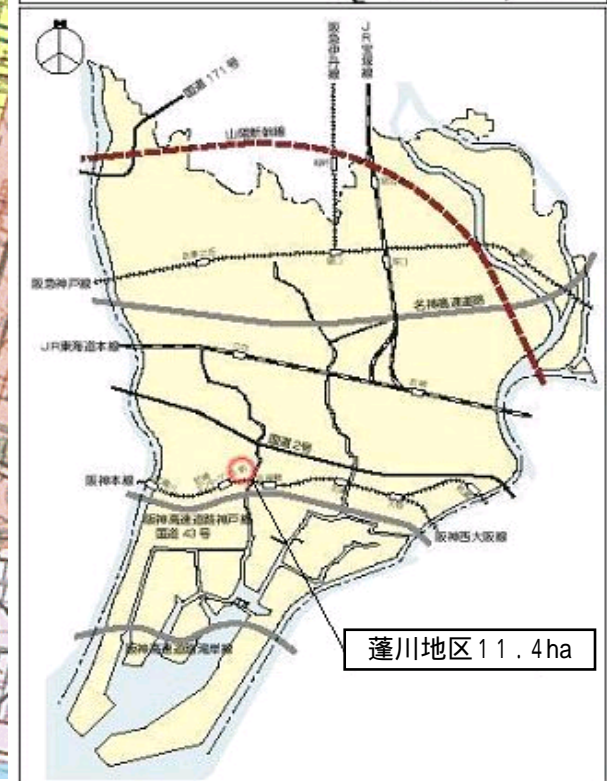 阪急伊丹線
JR宝塚線
国道171号
山陽新幹線
阪急神戸線
名神高速道路
JR東海道本線
国道2号
阪神本線
阪神高速道路神戸線
国道43号
阪神西大阪線
蓬川地区11.4ha
阪神高速道路湾岸線